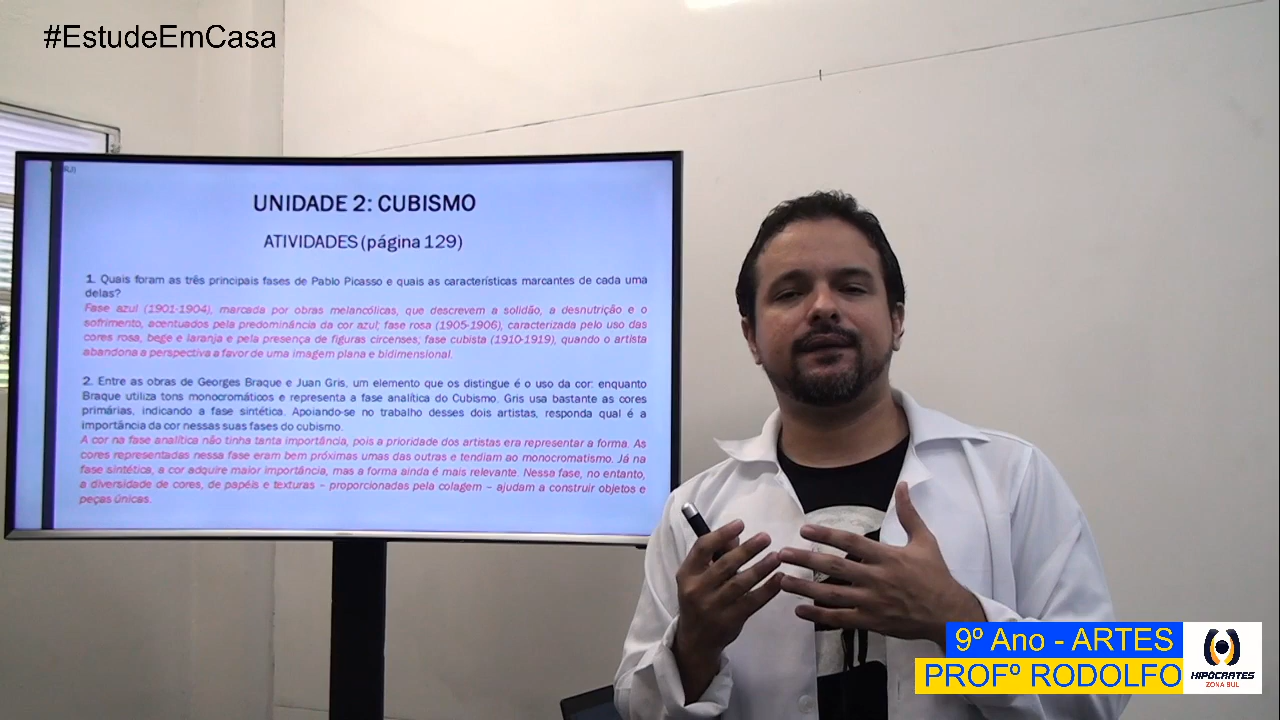 #EstudeEmCasa
UNIDADE 2: CUBISMO
ATIVIDADES (página 129)
1. Quais foram as três principais fases de Pablo Picasso e quais as características marcantes de cada uma
delas?
Fase azul (1901-1904), marcada por obras melancólicas, que descrevem a solidão, a desnutrição e o
sofrimento, acentuados pela predominância da cor azul; fase rosa (1905-1906), caracterizada pelo uso das
cores rosa, bege e laranja e pela presença de figuras circenses; fase cubista (1910-1919), quando o artista
abandona a perspectiva a favor de uma imagem plana e bidimensional.
2. Entre as obras de Georges Braque e Juan Gris, um elemento que os distingue é o uso da cor: enquanto
Braque utiliza tons monocromáticos e representa a fase analítica do Cubismo. Gris usa bastante as cores
primárias, indicando a fase sintética. Apoiando-se no trabalho desses dois artistas, responda qual é a
importância da cor nessas suas fases do cubismo.
A cor na fase analítica não tinha tanta importância, pois a prioridade dos artistas era representar a forma. As
cores representadas nessa fase eram bem próximas umas das outras e tendiam ao monocromatismo. Já na
fase sintética, a cor adquire maior importância, mas a forma ainda é mais relevante. Nessa fase, no entanto,
a diversidade de cores, de papéis e texturas – proporcionadas pela colagem – ajudam a construir objetos e
peças únicas.
9º Ano - ARTES
PROFº RODOLFO
HIPÓCRATES
ZONA SUL